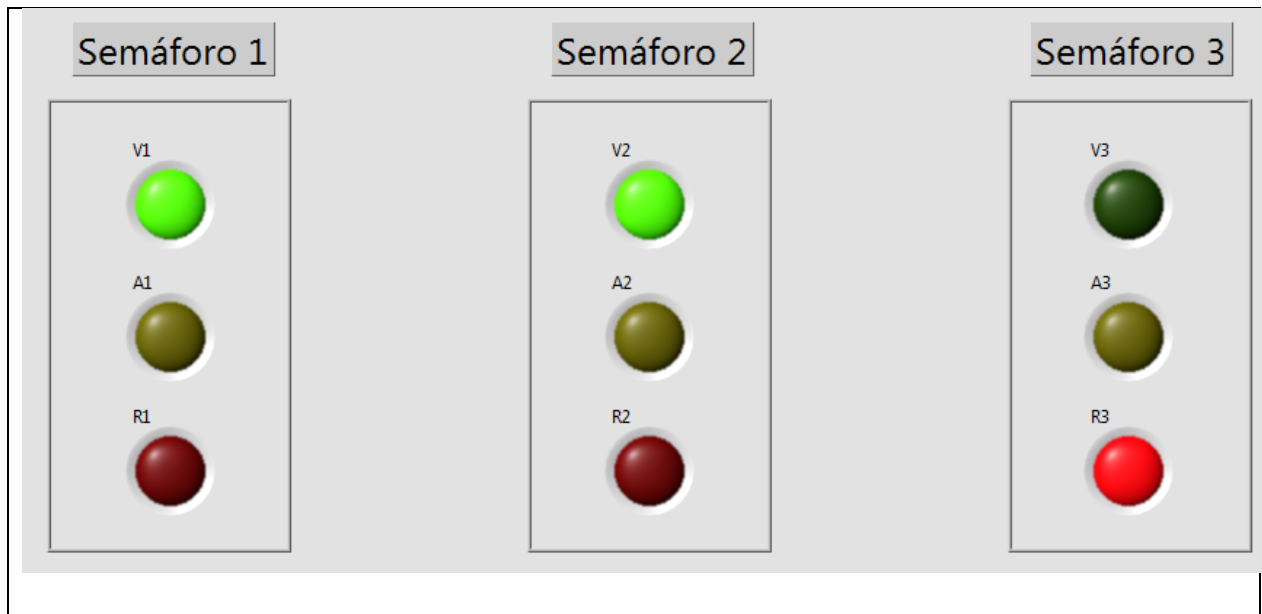 Semáforo 1
Semáforo 2
Semáforo 3
V1
V2
V3
A1
A2
A3
R1
R2
R3